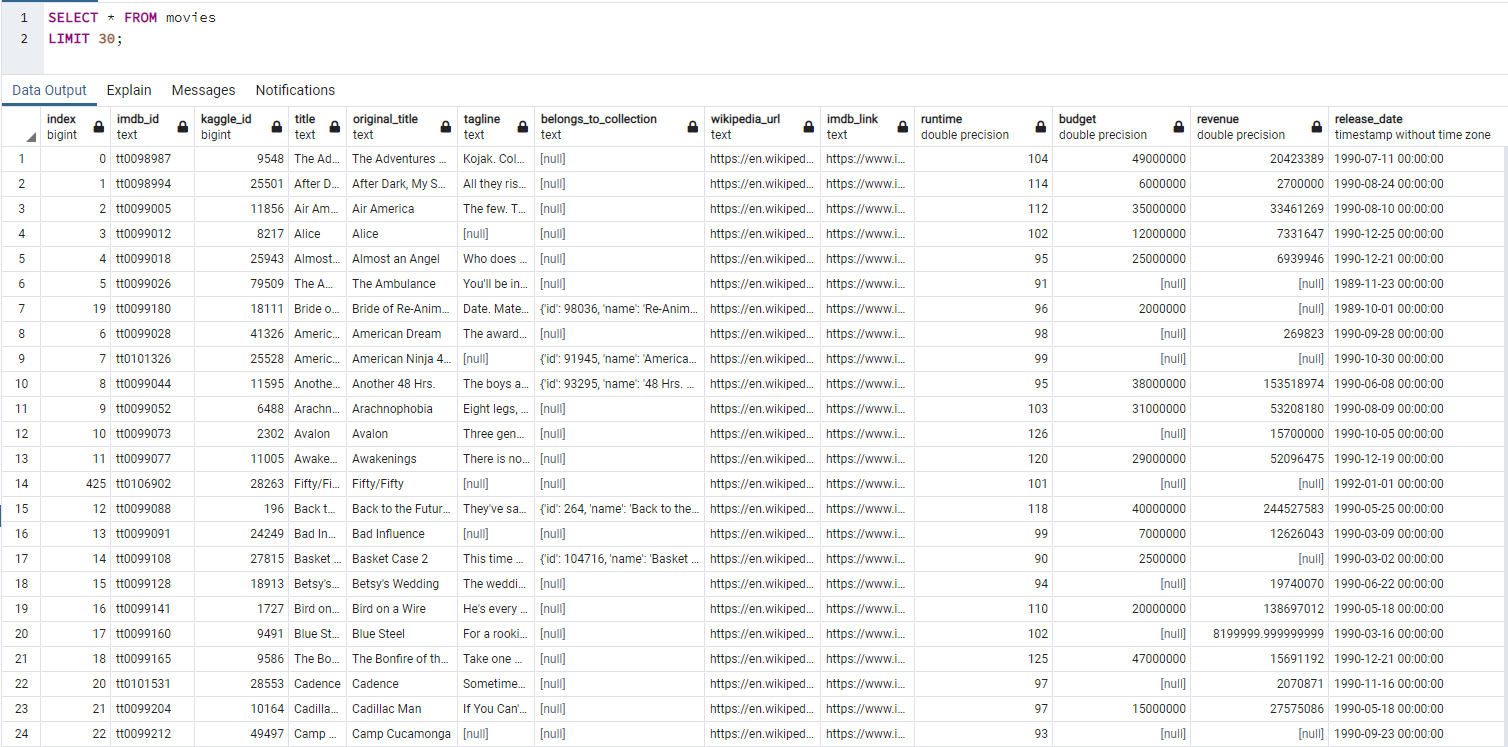 1 SELECT * FROM movies
2 LIMIT 30;
Data Output Explain Messages Notifications
index imdb_id kaggle_id title original_title tagline belongs_to_collection wikipedia_url imdb_link runtime budget revenue release_date
bigint text bigint text text text text text text double precision double precision double precision timestamp without time zone
1 0 tt0098987 9548 The Ad... The Adventures ... Kojak. Col... [null] https://en.wikiped... https://www.i... 104 49000000 20423389 1990-07-11 00:00:00
2 1 tt0098994 25501 After D... After Dark, My S... All they ris... [null] https://en.wikiped... https://www.i... 114 6000000 2700000 1990-08-24 00:00:00
3 2 tt0099005 11856 Air Am... Air America The few. T... [null] https://en.wikiped... https://www.i... 112 35000000 33461269 1990-08-10 00:00:00
4 3 tt0099012 8217 Alice Alice [null] [null] https://en.wikiped... https://www.i... 102 12000000 7331647 1990-12-25 00:00:00
5 4 tt0099018 25943 Almost... Almost an Angel Who does ... [null] https://en.wikiped... https://www.i... 95 25000000 6939946 1990-12-21 00:00:00
6 5 tt0099026 79509 The A... The Ambulance You'll be in... [null] https://en.wikiped... https://www.i... 91 [null] [null] 1989-11-23 00:00:00
7 19 tt0099180 18111 Bride o... Bride of Re-Anim... Date. Mate... {'id': 98036, 'name': 'Re-Anim... https://en.wikiped... https://www.i... 96 2000000 [null] 1989-10-01 00:00:00
8 6 tt0099028 41326 Americ... American Dream The award... [null] https://en.wikiped... https://www.i... 98 [null] 269823 1990-09-28 00:00:00
9 7 tt0101326 25528 Americ... American Ninja 4... [null] {'id': 91945, 'name': 'America... https://en.wikiped... https://www.i... 99 [null] [null] 1990-10-30 00:00:00
10 8 tt0099044 11595 Anothe... Another 48 Hrs. The boys a... {'id': 93295, 'name': '48 Hrs. ... https://en.wikiped... https://www.i... 95 38000000 153518974 1990-06-08 00:00:00
11 9 tt0099052 6488 Arachn... Arachnophobia Eight legs, ... [null] https://en.wikiped... https://www.i... 103 31000000 53208180 1990-08-09 00:00:00
12 10 tt0099073 2302 Avalon Avalon Three gen... [null] https://en.wikiped... https://www.i... 126 [null] 15700000 1990-10-05 00:00:00
13 11 tt0099077 11005 Awake... Awakenings There is no... [null] https://en.wikiped... https://www.i... 120 29000000 52096475 1990-12-19 00:00:00
14 425 tt0106902 28263 Fifty/Fi... Fifty/Fifty [null] [null] https://en.wikiped... https://www.i... 101 [null] [null] 1992-01-01 00:00:00
15 12 tt0099088 196 Back t... Back to the Futur... They've sa... {'id': 264, 'name': 'Back to the... https://en.wikiped... https://www.i... 118 40000000 244527583 1990-05-25 00:00:00
16 13 tt0099091 24249 Bad In... Bad Influence [null] [null] https://en.wikiped... https://www.i... 99 7000000 12626043 1990-03-09 00:00:00
17 14 tt0099108 27815 Basket ... Basket Case 2 This time ... {'id': 104716, 'name': 'Basket ... https://en.wikiped... https://www.i... 90 2500000 [null] 1990-03-02 00:00:00
18 15 tt0099128 18913 Betsy's... Betsy's Wedding The weddi... [null] https://en.wikiped... https://www.i... 94 [null] 19740070 1990-06-22 00:00:00
19 16 tt0099141 1727 Bird on... Bird on a Wire He's every ... [null] https://en.wikiped... https://www.i... 110 20000000 138697012 1990-05-18 00:00:00
20 17 tt0099160 9491 Blue St... Blue Steel For a rooki... [null] https://en.wikiped... https://www.i... 102 [null] 8199999.999999999 1990-03-16 00:00:00
21 18 tt0099165 9586 The Bo... The Bonfire of th... Take one ... [null] https://en.wikiped... https://www.i... 125 47000000 15691192 1990-12-21 00:00:00
22 20 tt0101531 28553 Cadence Cadence Sometime... [null] https://en.wikiped... https://www.i... 97 [null] 2070871 1990-11-16 00:00:00
23 21 tt0099204 10164 Cadilla... Cadillac Man If You Can'... [null] https://en.wikiped... https://www.i... 97 15000000 27575086 1990-05-18 00:00:00
24 22 tt0099212 49497 Camp ... Camp Cucamonga [null] [null] https://en.wikiped... https://www.i... 93 [null] [null] 1990-09-23 00:00:00